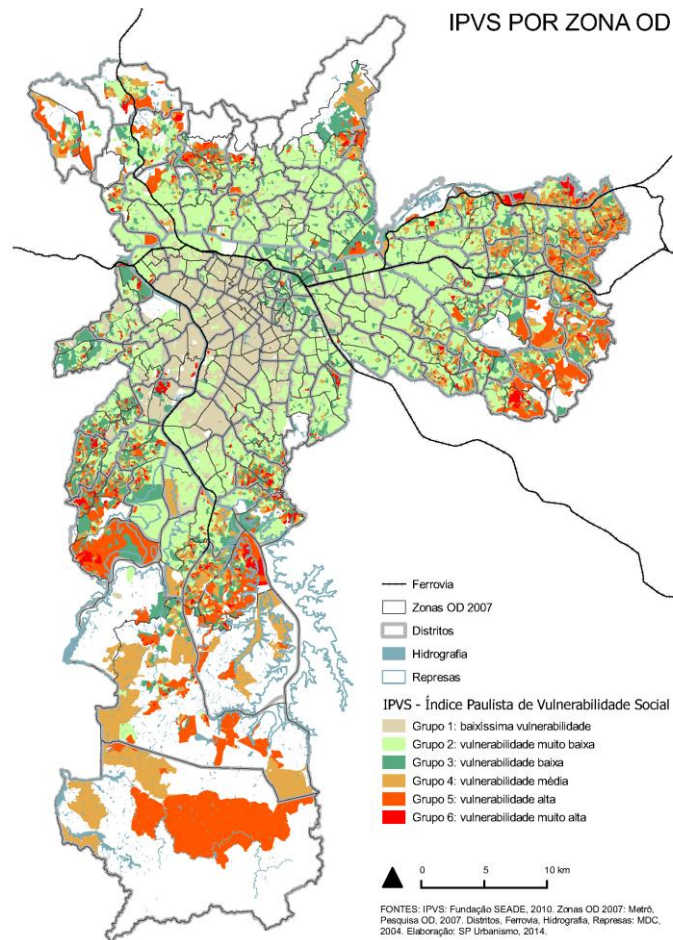 IPVS POR ZONA OD
Ferrovia
Zonas OD 2007
Distritos
Hidrografia
Represas
IPVS - Índice Paulista de Vulnerabilidade Social
Grupo 1: baixíssima vulnerabilidade
Grupo 2: vulnerabilidade muito baixa
Grupo 3: vulnerabilidade baixa
Grupo 4: vulnerabilidade média
Grupo 5: vulnerabilidade alta
Grupo 6: vulnerabilidade muito alta
0 5 10 km
FONTES: IPVS: Fundação SEADE, 2010. Zonas OD 2007: Metrô,
Pesquisa OD, 2007. Distritos, Ferrovia, Hidrografia, Represas: MDC,
2004. Elaboração: SP Urbanismo, 2014.